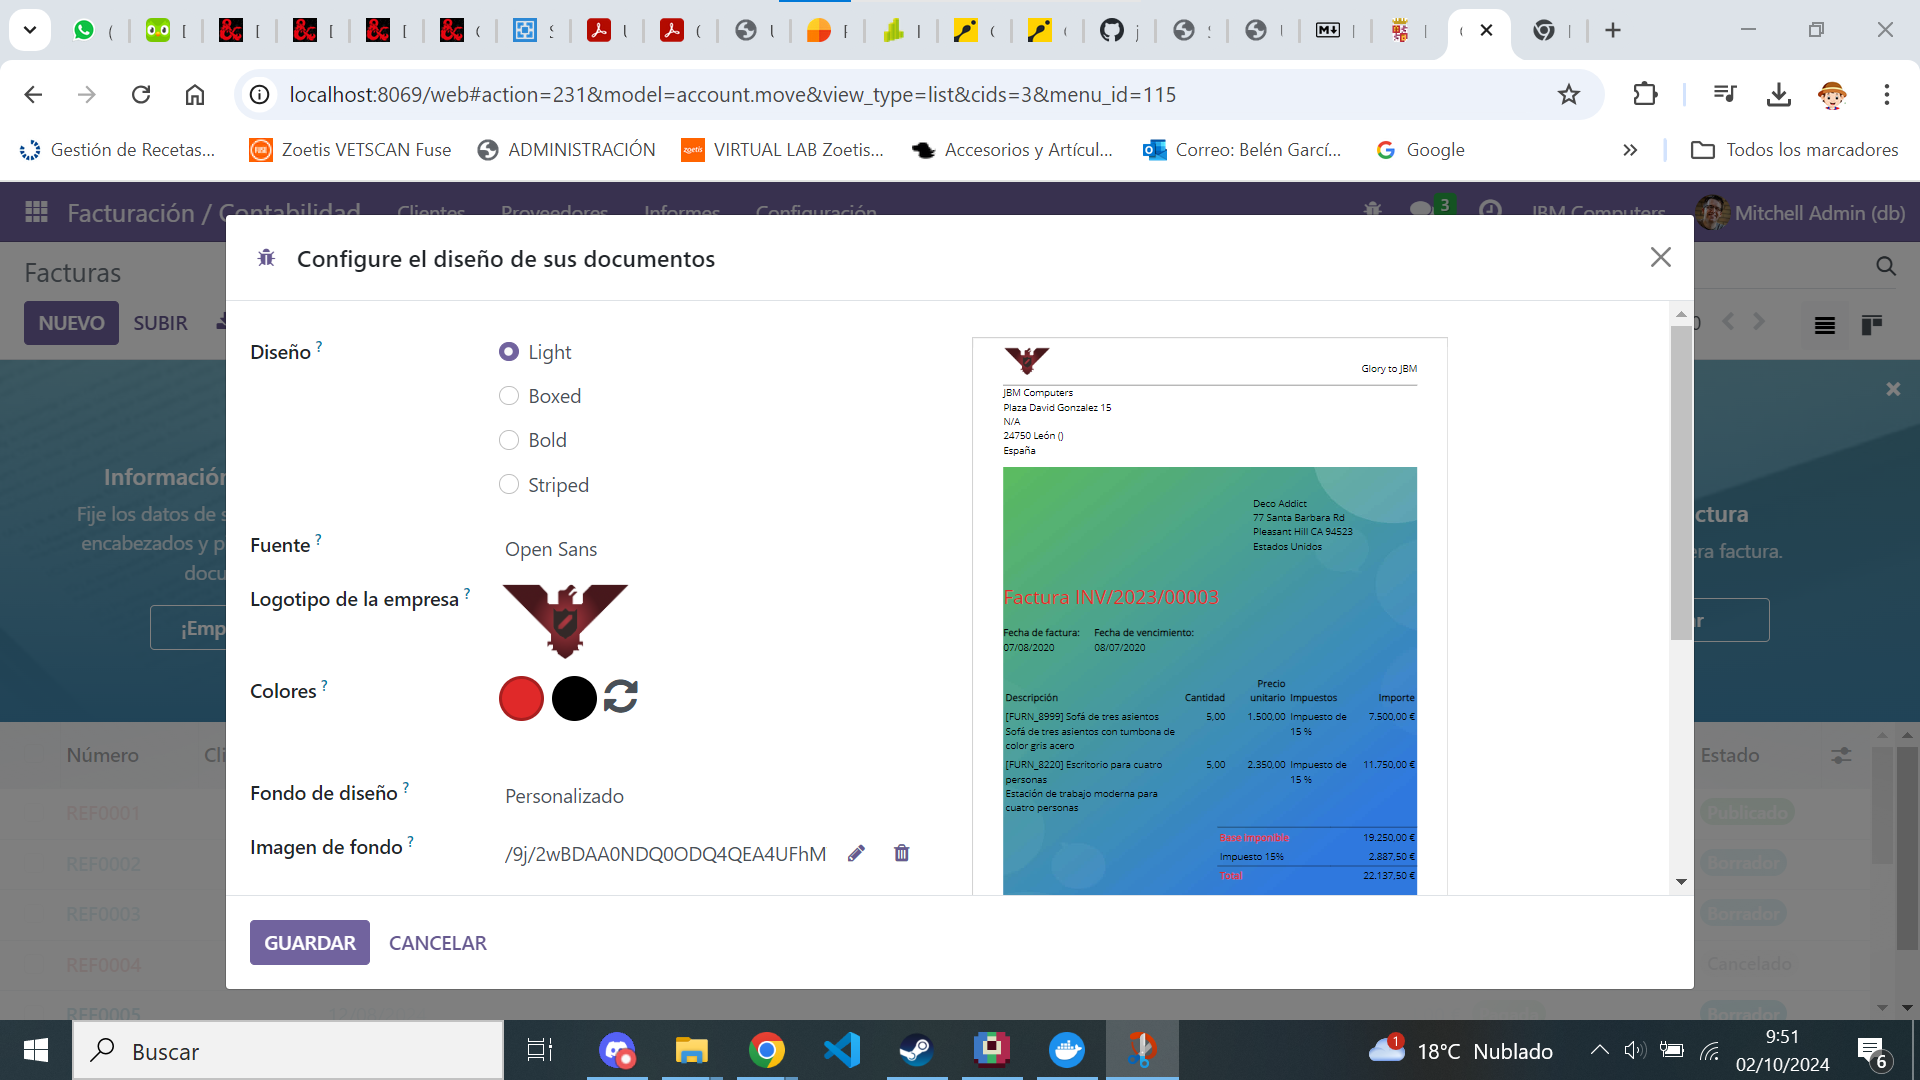 localhost:8069/web#action=231&model=account.move&view_type=list&cids=3&menu_id=115
Gestión de Recetas...
Zoetis VETSCAN Fuse
ADMINISTRACIÓN
VIRTUAL LAB Zoetis...
Accesorios y Artícul...
Correo: Belén Garcí...
Google
Todos los marcadores
Facturación / Contabilidad
Clientes
Proveedores
Informes
Configuración
3
JBM Computers
Mitchell Admin (db)
Facturas
NUEVO
SUBIR
Configure el diseño de sus documentos
Diseño ?
Light
Boxed
Bold
Striped
Fuente ?
Open Sans
Logotipo de la empresa ?
Colores ?
Fondo de diseño ?
Personalizado
Imagen de fondo ?
/9j/2wBDAA0NDQ0ODQ4QEA4UFhM
GUARDAR
CANCELAR
Glory to JBM
JBM Computers
Plaza David Gonzalez 15
N/A
24750 León ()
España
Deco Addict
77 Santa Barbara Rd
Pleasant Hill CA 94523
Estados Unidos
Factura INV/2023/00003
Fecha de factura: Fecha de vencimiento:
07/08/2020 08/07/2020
Precio
Descripción Cantidad unitario Impuestos Importe
[FURN_8999] Sofá de tres asientos 5,00 1.500,00 Impuesto de 7.500,00 €
Sofá de tres asientos con tumbona de 15 %
color gris acero
[FURN_8220] Escritorio para cuatro 5,00 2.350,00 Impuesto de 11.750,00 €
personas 15 %
Estación de trabajo moderna para
cuatro personas
Base imponible 19.250,00 €
Impuesto 15% 2.887,50 €
Total 22.137,50 €
Información
Fije los datos de s
encabezados y p
docu
¡Emp
ctura
era factura.
ar
Número
Cli
Estado
REF0001
Publicado
REF0002
Borrador
REF0003
Borrador
REF0004
Cancelado
REF0005
Borrador
Buscar
1
18°C Nublado
9:51
02/10/2024
6